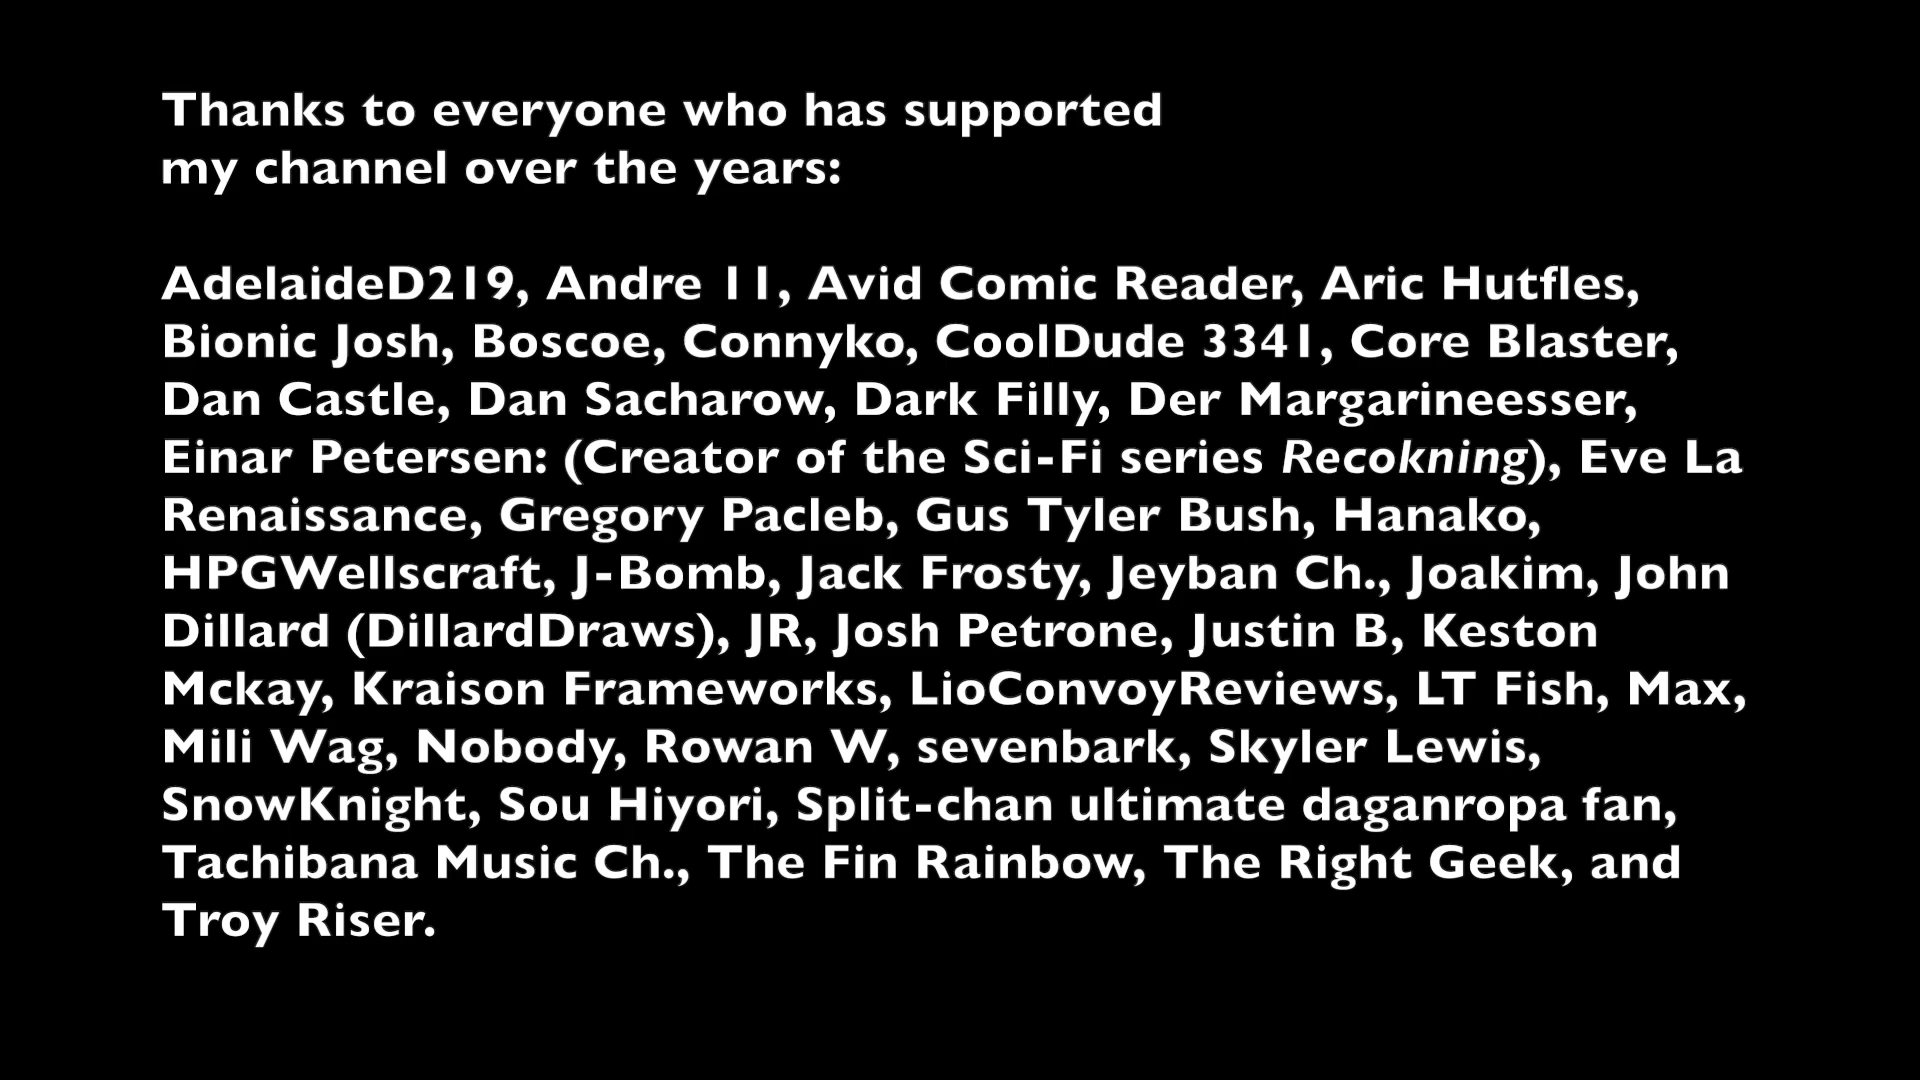 Thanks to everyone who has supported
my channel over the years:
AdelaideD219, Andre 11, Avid Comic Reader, Aric Hutfles,
Bionic Josh, Boscoe, Connyko, CoolDude 3341, Core Blaster,
Dan Castle, Dan Sacharow, Dark Filly, Der Margarineesser,
Einar Petersen: (Creator of the Sci-Fi series Recokning), Eve La
Renaissance, Gregory Pacleb, Gus Tyler Bush, Hanako,
HPGWellscraft, J-Bomb, Jack Frosty, Jeyban Ch., Joakim, John
Dillard (DillardDraws), JR, Josh Petrone, Justin B, Keston
Mckay, Kraison Frameworks, LioConvoyReviews, LT Fish, Max,
Mili Wag, Nobody, Rowan W, sevenbark, Skyler Lewis,
SnowKnight, Sou Hiyori, Split-chan ultimate daganropa fan,
Tachibana Music Ch., The Fin Rainbow, The Right Geek, and
Troy Riser.